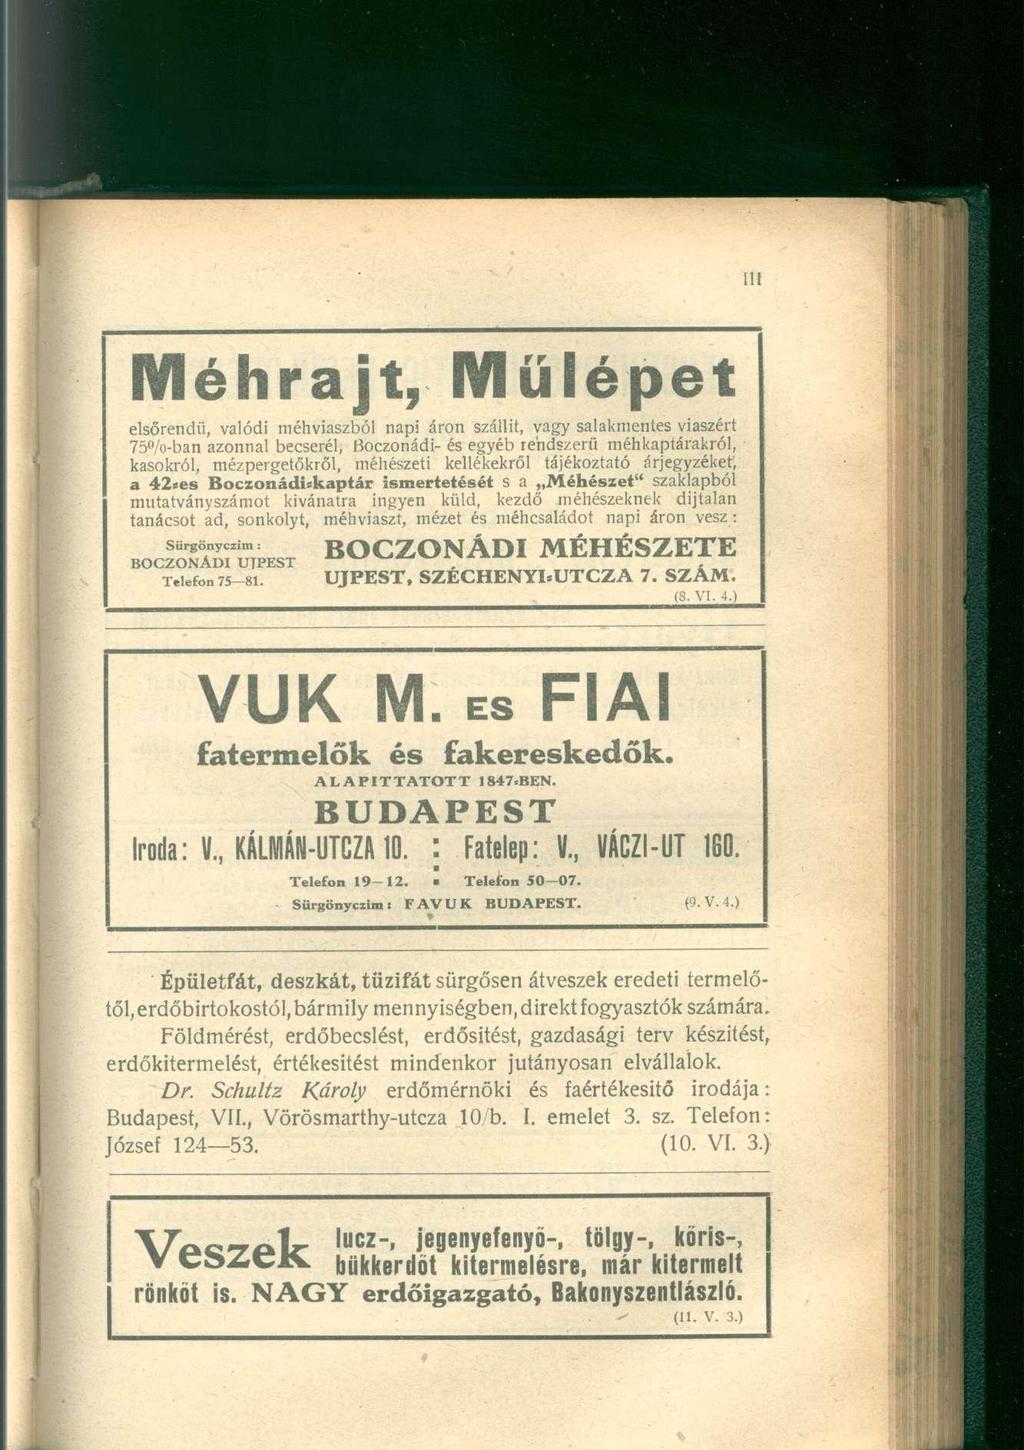 III
Méhrajt, Műlépet
elsőrendü, valódi méhviaszból napi áron szállit, vagy salakmentes viaszért
75%-ban azonnal becserél, Boczonádi- és egyéb rendszerű méhkaptárakról,
kasokról, mézpergetőkről, méhészeti kellékekről tájékoztató árjegyzéket,
a 42-es Boczonádi-kaptár ismertetését s a „Méhészet“ szaklapból
mutatványszámot kivánatra ingyen küld, kezdő méhészeknek dijtalan
tanácsot ad, sonkolyt, méhviaszt, mézet és méhcsaládot napi áron vesz:
Sürgönyczim:
BOCZONÁDI UJPEST
Telefon 75—81.
BOCZONÁDI MÉHÉSZETE
UJPEST, SZÉCHENYI-UTCZA 7. SZÁM.
(8. VI. 4.)
VUK M. ES FIAI
fatermelők és fakereskedők.
ALAPITTATOTT 1847-BEN.
BUDAPEST
Iroda: V., KÁLMÁN-UTCZA 10. : Fatelep: V., VÁCZI-UT 160.
Telefon 19—12. Telefon 50—07.
Sürgönyczim: FAVUK BUDAPEST. (9. V. 4.)
Épületfát, deszkát, tüzifát sürgősen átveszek eredeti termelő-
től, erdőbirtokostól, bármily mennyiségben, direkt fogyasztók számára.
Földmérést, erdőbecslést, erdősitést, gazdasági terv készitést,
erdőkitermelést, értékesitést mindenkor jutányosan elvállalok.
Dr. Schultz Károly erdőmérnöki és faértékesitő irodája:
Budapest, VII., Vörösmarthy-utcza 10/b. I. emelet 3. sz. Telefon:
József 124—53. (10. VI. 3.)
Veszek lucz-, jegenyefenyő-, tölgy-, kőris-,
bükkerdőt kitermelésre, már kitermelt
rönköt is. NAGY erdőigazgató, Bakonyszentlászló.
(11. V. 3.)